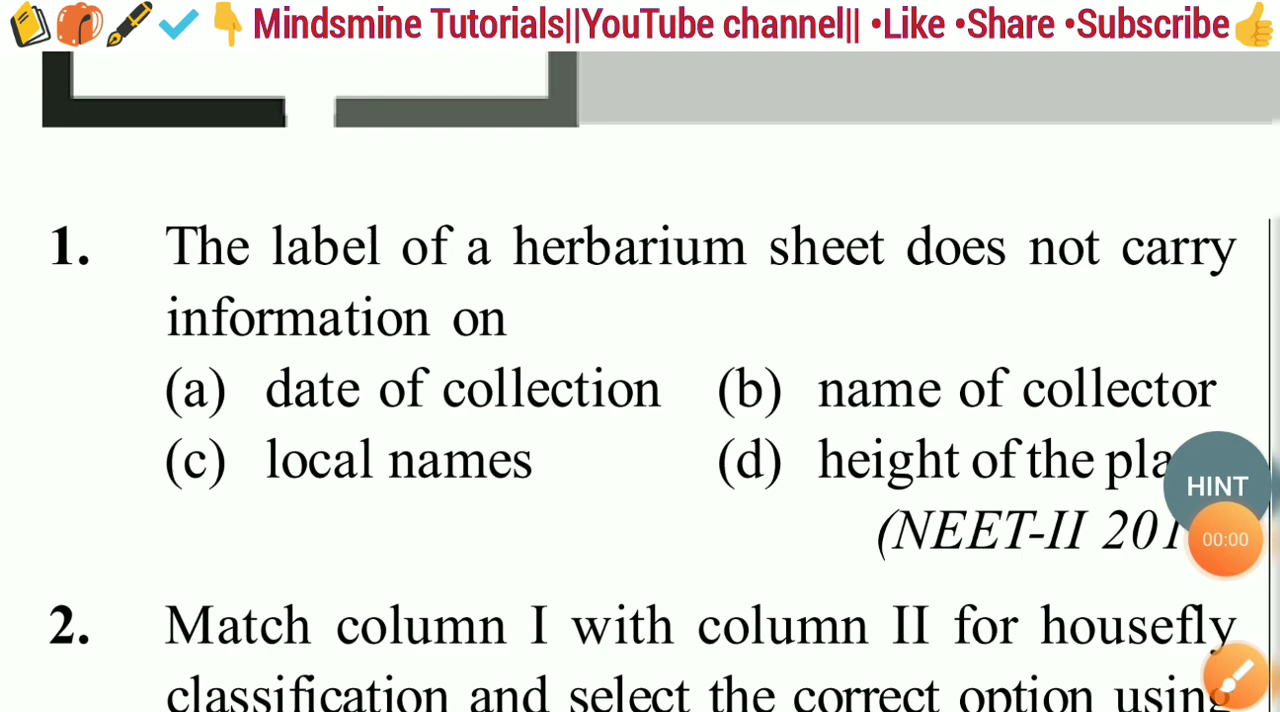 Mindsmine Tutorials||YouTube channel|| •Like •Share •Subscribe
1. The label of a herbarium sheet does not carry
information on
(a) date of collection (b) name of collector
(c) local names (d) height of the
HINT
(NEET-II
00:00
2. Match column I with column II for housefly
classification and select the correct option using